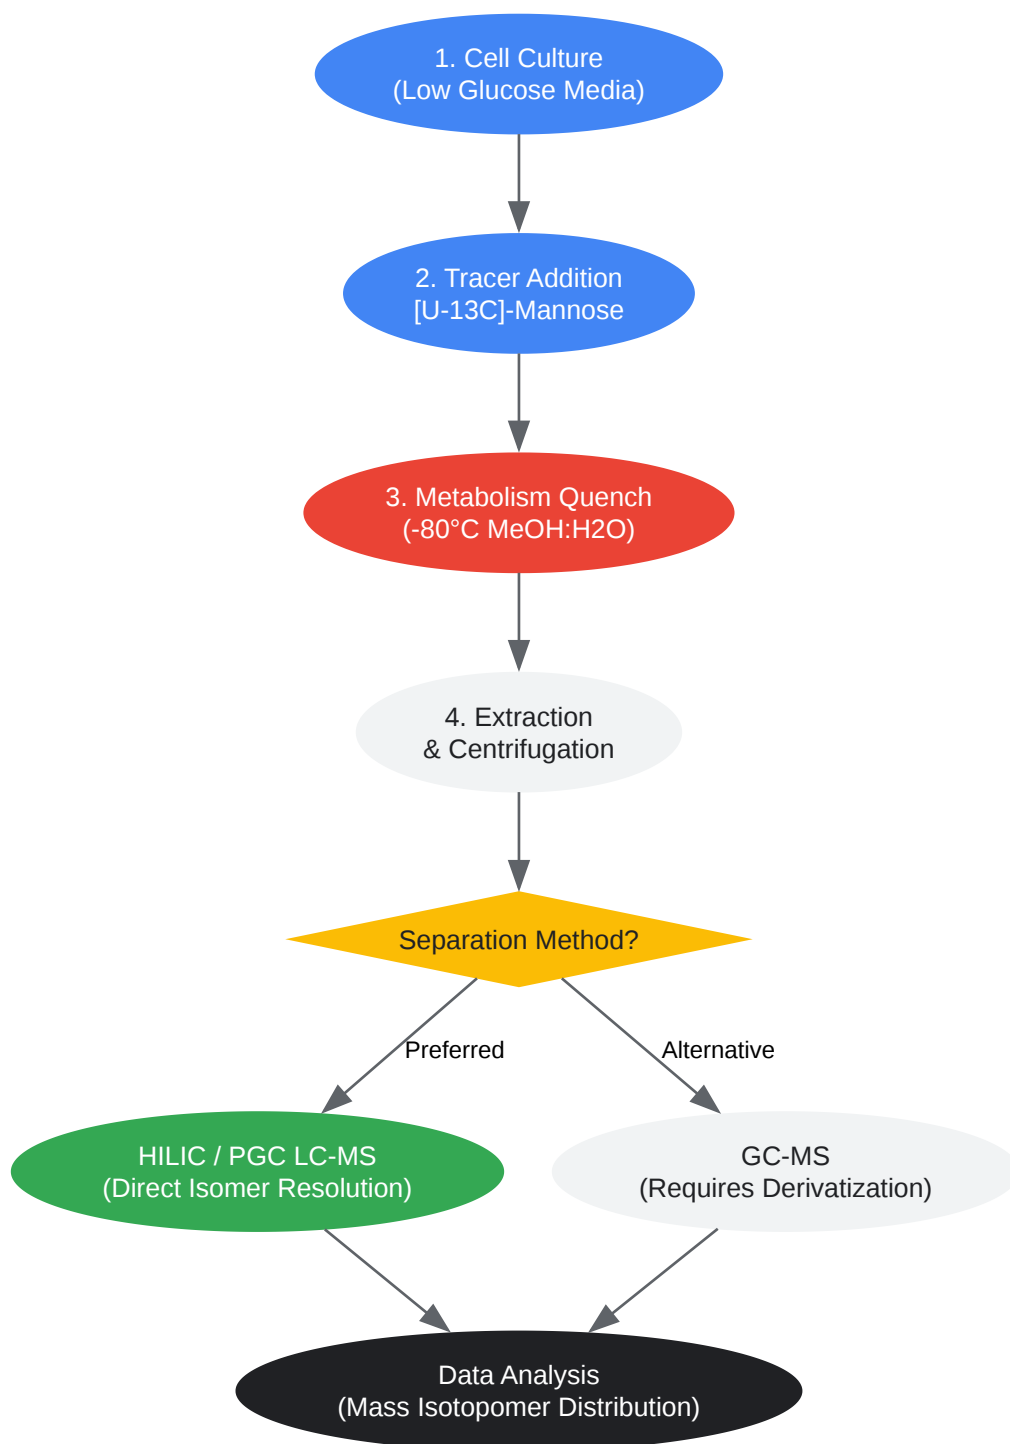 1. Cell Culture
(Low Glucose Media)
2. Tracer Addition
[U-13C]-Mannose
3. Metabolism Quench
(-80°C MeOH:H2O)
4. Extraction
& Centrifugation
Separation Method?
Preferred
Alternative
HILIC / PGC LC-MS
(Direct Isomer Resolution)
GC-MS
(Requires Derivatization)
Data Analysis
(Mass Isotopomer Distribution)